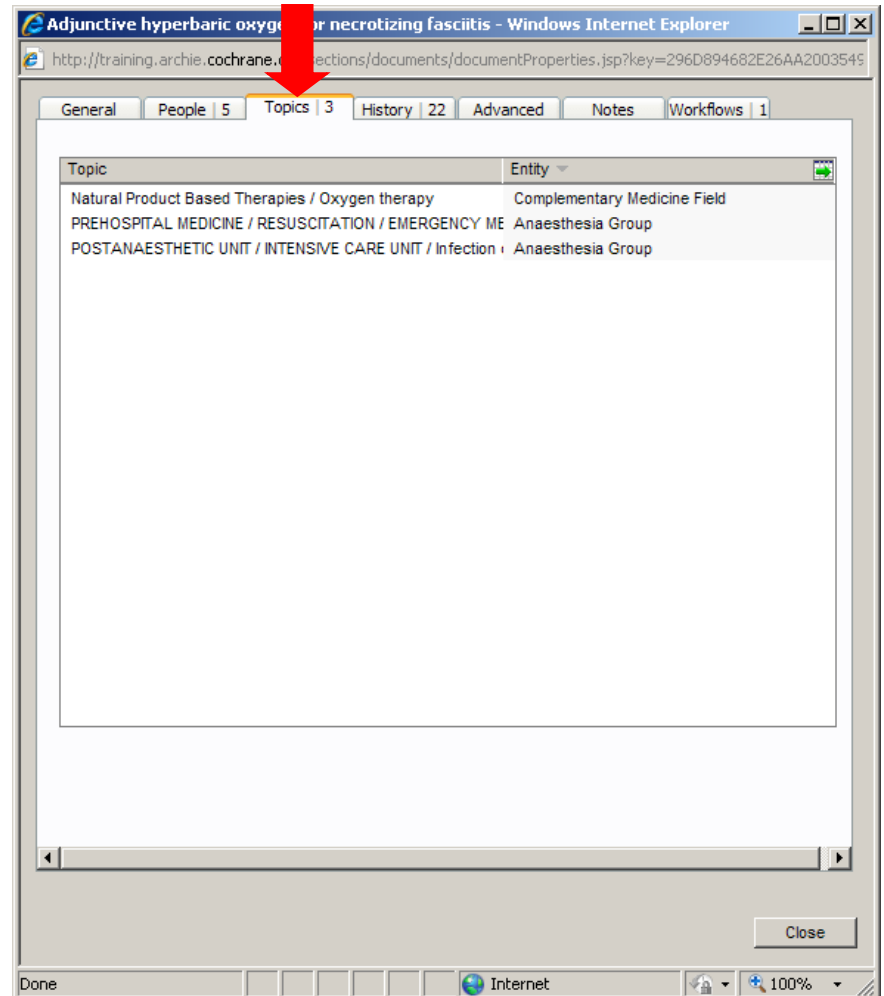 Adjunctive hyperbaric oxyge or necrotizing fasciitis - Windows Internet Explorer
http://training.archie.cochrane.o ections/documents/documentProperties.jsp?key=296D894682E26AA2003549
General People | 5 Topics | 3 History | 22 Advanced Notes Workflows | 1
Topic Entity
Natural Product Based Therapies / Oxygen therapy Complementary Medicine Field
PREHOSPITAL MEDICINE / RESUSCITATION / EMERGENCY ME Anaesthesia Group
POSTANAESTHETIC UNIT / INTENSIVE CARE UNIT / Infection Anaesthesia Group
Close
Done Internet 100%